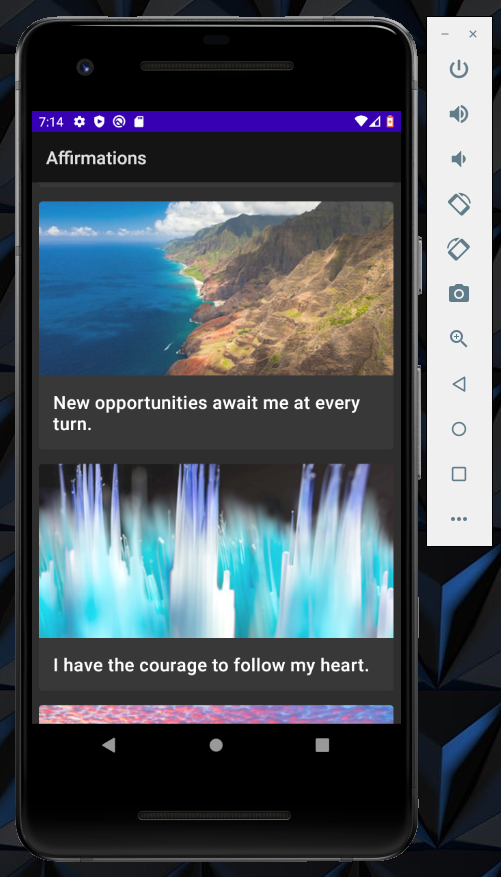 7:14
Affirmations
New opportunities await me at every
turn.
I have the courage to follow my heart.